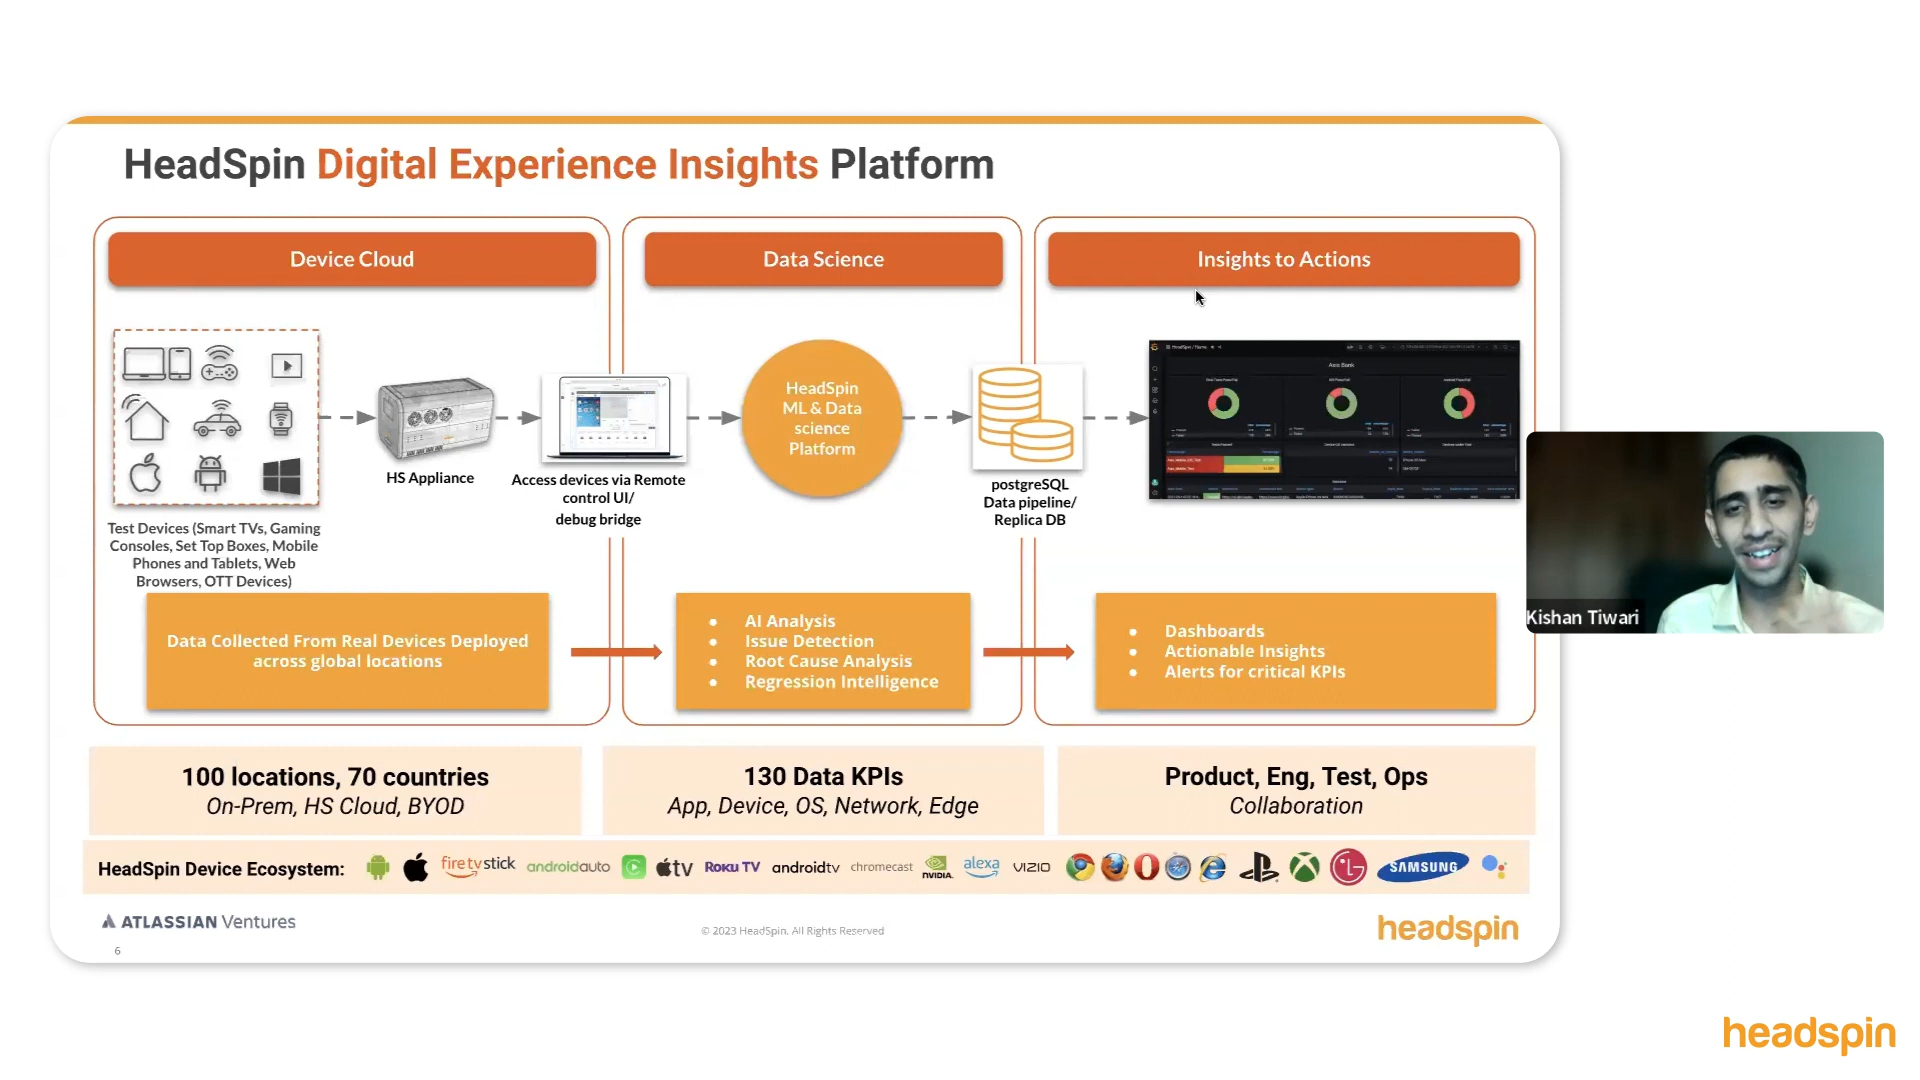 HeadSpin Digital Experience Insights Platform
Device Cloud
Data Science
Insights to Actions
HeadSpin
ML & Data
science
Platform
Axis Bank
HS Appliance
Access devices via Remote
control UI/
debug bridge
postgreSQL
Data pipeline/
Replica DB
Test Devices (Smart TVs, Gaming
Consoles, Set Top Boxes, Mobile
Phones and Tablets, Web
Browsers, OTT Devices)
Data Collected From Real Devices Deployed
across global locations
● AI Analysis
● Issue Detection
● Root Cause Analysis
● Regression Intelligence
● Dashboards
● Actionable Insights
● Alerts for critical KPIs
Kishan Tiwari
100 locations, 70 countries
On-Prem, HS Cloud, BYOD
130 Data KPIs
App, Device, OS, Network, Edge
Product, Eng, Test, Ops
Collaboration
HeadSpin Device Ecosystem: firetvstick androidauto tv Roku TV androidtv chromecast NVIDIA. alexa VIZIO LG SAMSUNG
ATLASSIAN Ventures
© 2023 HeadSpin. All Rights Reserved
headspin
6
headspin